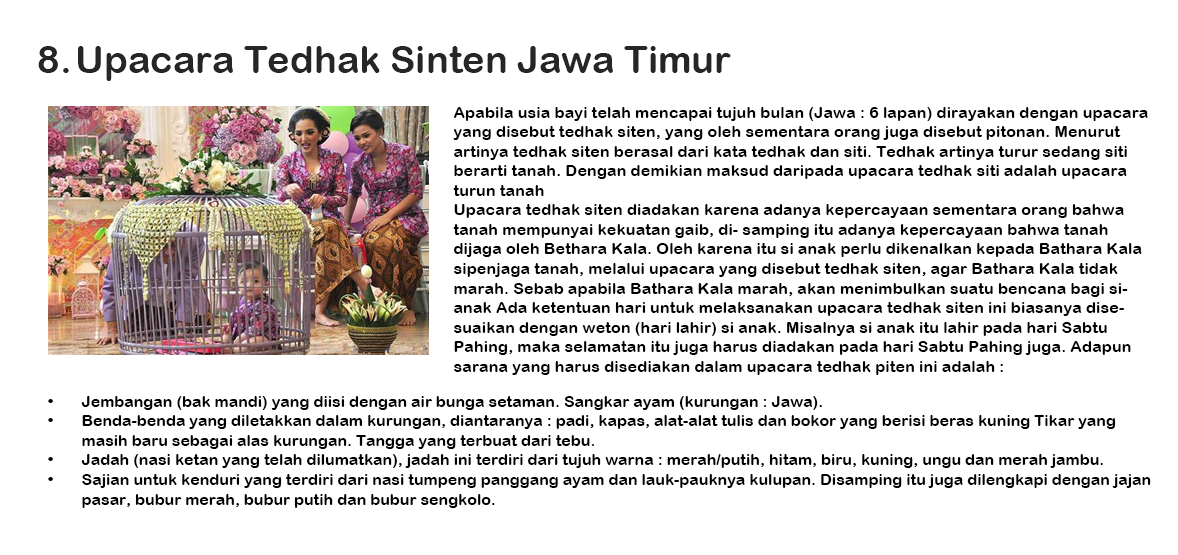 8. Upacara Tedhak Sinten Jawa Timur
Apabila usia bayi telah mencapai tujuh bulan (Jawa : 6 lapan) dirayakan dengan upacara
yang disebut tedhak siten, yang oleh sementara orang juga disebut pitonan. Menurut
artinya tedhak siten berasal dari kata tedhak dan siti. Tedhak artinya turur sedang siti
berarti tanah. Dengan demikian maksud daripada upacara tedhak siti adalah upacara
turun tanah
Upacara tedhak siten diadakan karena adanya kepercayaan sementara orang bahwa
tanah mempunyai kekuatan gaib, di- samping itu adanya kepercayaan bahwa tanah
dijaga oleh Bethara Kala. Oleh karena itu si anak perlu dikenalkan kepada Bathara Kala
sipenjaga tanah, melalui upacara yang disebut tedhak siten, agar Bathara Kala tidak
marah. Sebab apabila Bathara Kala marah, akan menimbulkan suatu bencana bagi si-
anak Ada ketentuan hari untuk melaksanakan upacara tedhak siten ini biasanya dise-
suaikan dengan weton (hari lahir) si anak. Misalnya si anak itu lahir pada hari Sabtu
Pahing, maka selamatan itu juga harus diadakan pada hari Sabtu Pahing juga. Adapun
sarana yang harus disediakan dalam upacara tedhak piten ini adalah :
• Jembangan (bak mandi) yang diisi dengan air bunga setaman. Sangkar ayam (kurungan : Jawa).
• Benda-benda yang diletakkan dalam kurungan, diantaranya : padi, kapas, alat-alat tulis dan bokor yang berisi beras kuning Tikar yang
masih baru sebagai alas kurungan. Tangga yang terbuat dari tebu.
• Jadah (nasi ketan yang telah dilumatkan), jadah ini terdiri dari tujuh warna : merah/putih, hitam, biru, kuning, ungu dan merah jambu.
• Sajian untuk kenduri yang terdiri dari nasi tumpeng panggang ayam dan lauk-pauknya kulupan. Disamping itu juga dilengkapi dengan jajan
pasar, bubur merah, bubur putih dan bubur sengkolo.